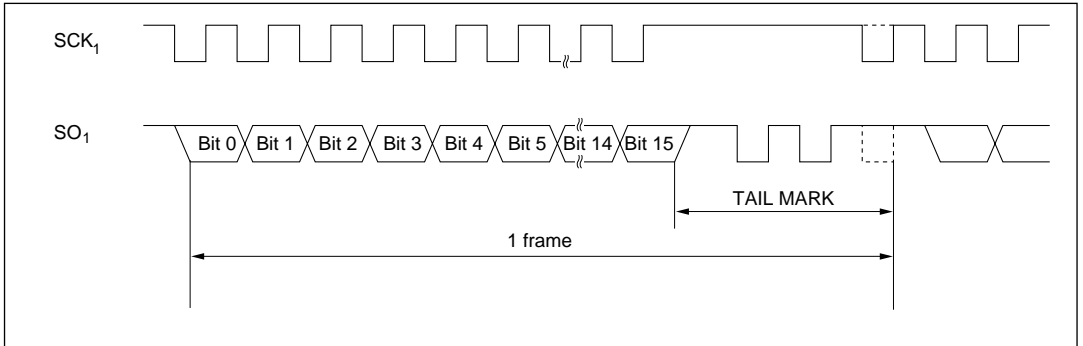 SCK1
SO1
Bit 0 Bit 1 Bit 2 Bit 3 Bit 4 Bit 5 Bit 14 Bit 15
TAIL MARK
1 frame